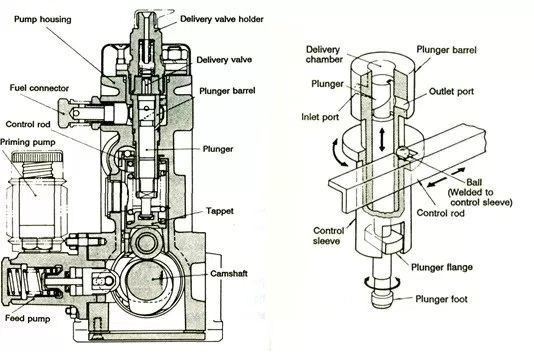 Pump housing
Delivery valve holder
Delivery valve
Fuel connector
Plunger barrel
Control rod
Priming pump
Plunger
Tappet
Camshaft
Feed pump
Delivery
chamber
Plunger barrel
Plunger
Outlet port
Inlet port
Ball
(Welded to
control sleeve)
Control rod
Control
sleeve
Plunger flange
Plunger foot